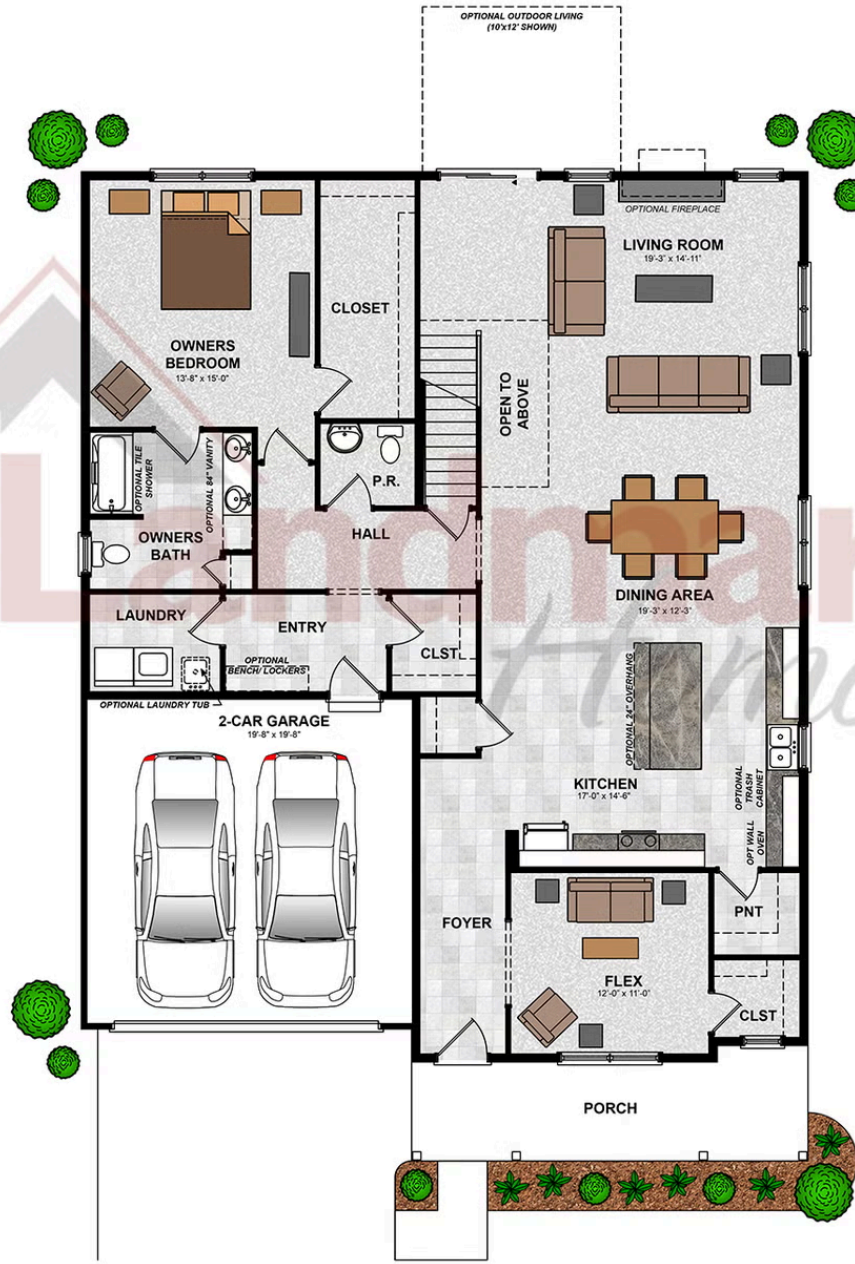 OPTIONAL OUTDOOR LIVING
(10'x12' SHOWN)
OPTIONAL FIREPLACE
LIVING ROOM
19'-3" x 14'-11"
CLOSET
OWNERS
BEDROOM
13'-8" x 15'-0"
OPEN TO
ABOVE
OPTIONAL TILE
SHOWER
OPTIONAL 84" VANITY
P.R.
OWNERS
BATH
HALL
DINING AREA
19'-3" x 12'-3"
LAUNDRY
ENTRY
CLST
OPTIONAL
BENCH/ LOCKERS
OPTIONAL LAUNDRY TUB
2-CAR GARAGE
19'-8" x 19'-8"
OPTIONAL 24" OVERHANG
KITCHEN
17'-0" x 14'-6"
OPTIONAL
TRASH
CABINET
OPT WALL
OVEN
PNT
FOYER
FLEX
12'-0" x 11'-0"
CLST
PORCH
Landmar
Homo